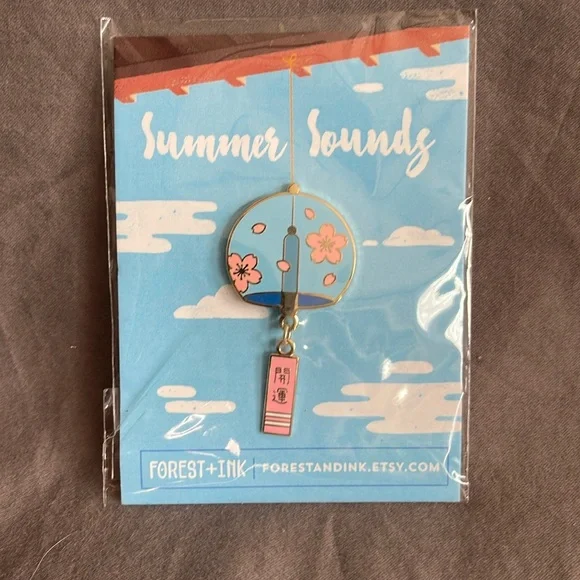 Summer Sounds
開
運
FOREST+INK | FORESTANDINK.ETSY.COM